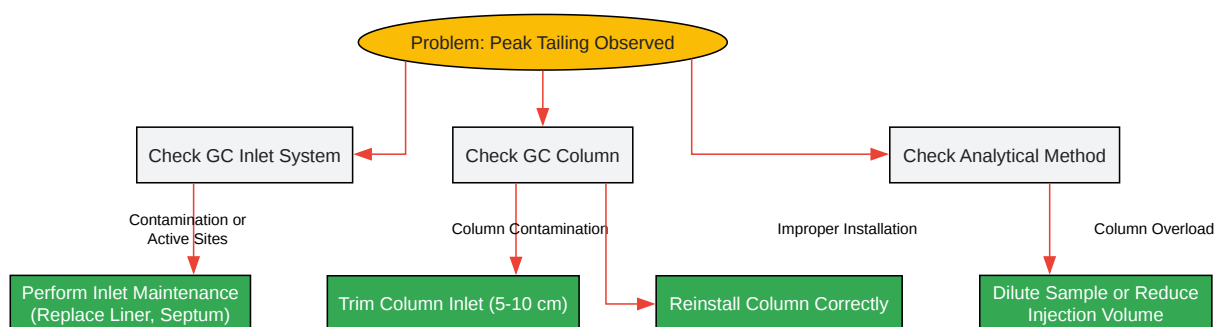 Problem: Peak Tailing Observed
Check GC Inlet System
Check GC Column
Check Analytical Method
Contamination or
Active Sites
Column Contamination
Improper Installation
Column Overload
Perform Inlet Maintenance
(Replace Liner, Septum)
Trim Column Inlet (5-10 cm)
Reinstall Column Correctly
Dilute Sample or Reduce
Injection Volume